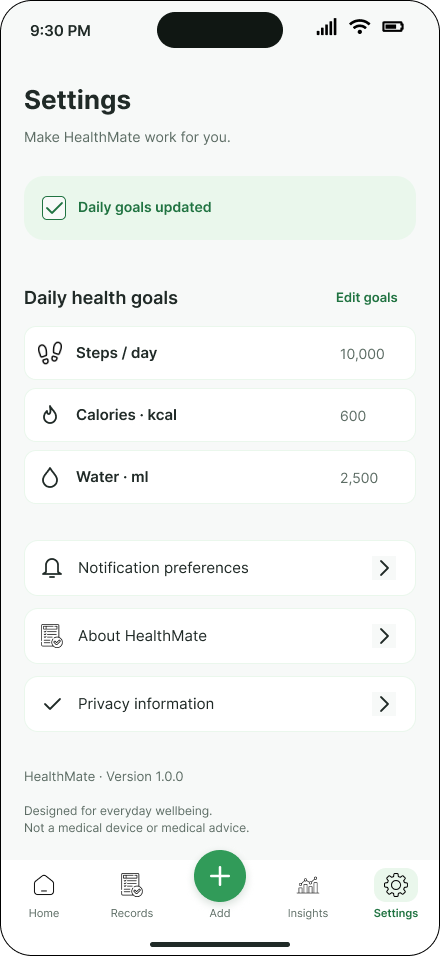 9:30 PM
Settings
Make HealthMate work for you.
Daily goals updated
Daily health goals
Edit goals
Steps / day
10,000
Calories · kcal
600
Water · ml
2,500
Notification preferences
About HealthMate
Privacy information
HealthMate · Version 1.0.0
Designed for everyday wellbeing.
Not a medical device or medical advice.
Home
Records
Add
Insights
Settings